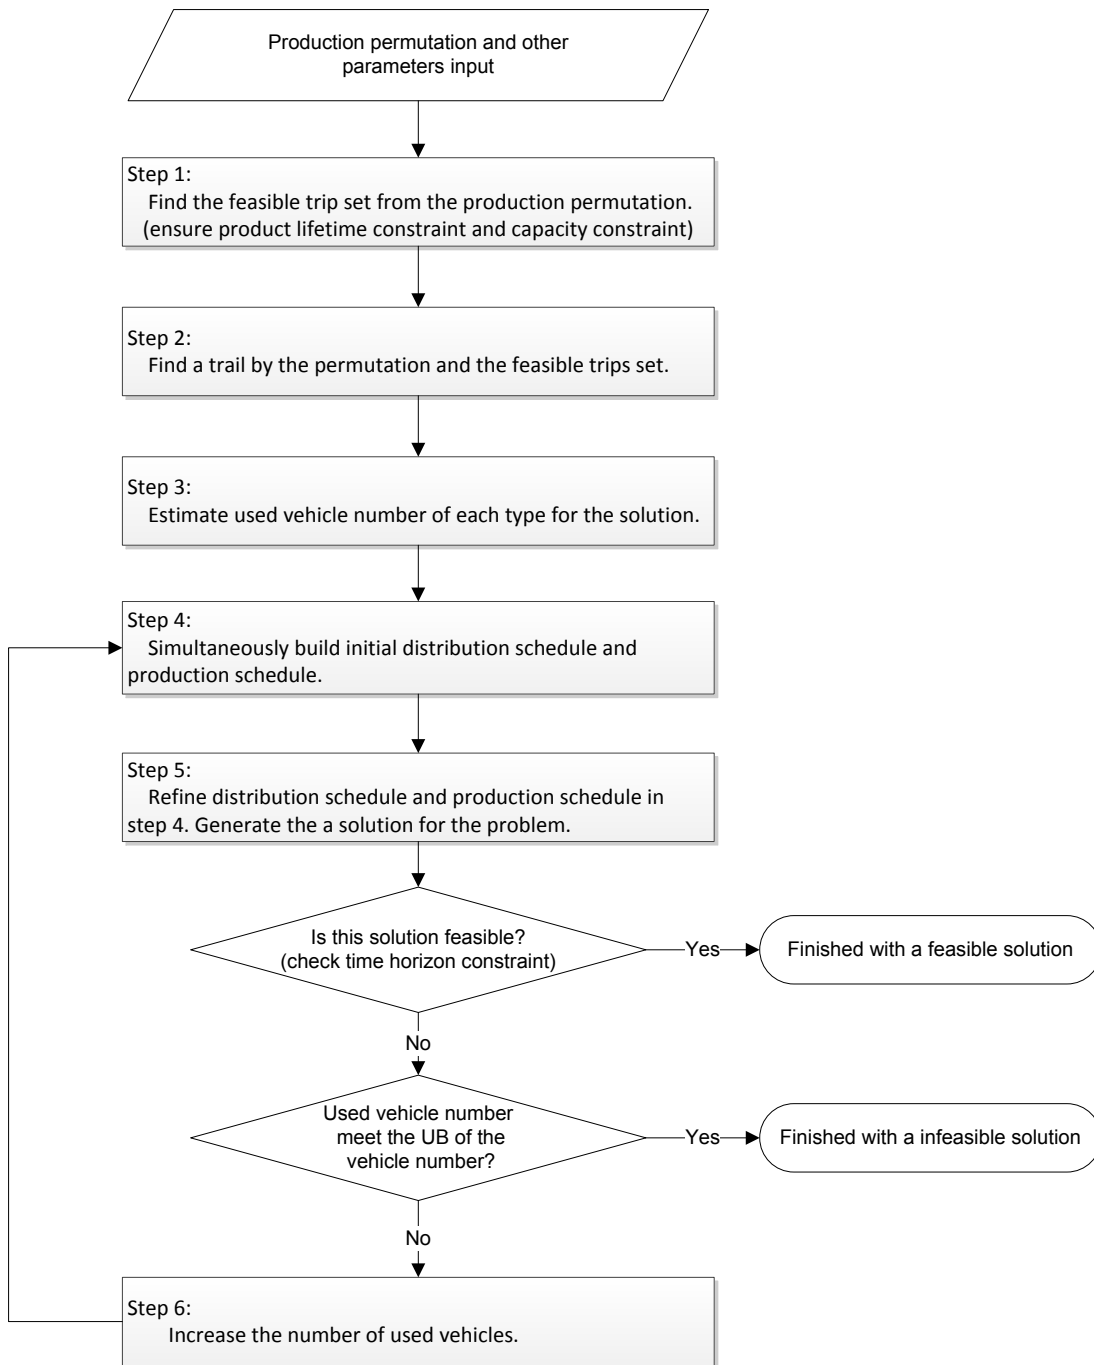 Production permutation and other
parameters input
Step 1:
Find the feasible trip set from the production permutation.
(ensure product lifetime constraint and capacity constraint)
Step 2:
Find a trail by the permutation and the feasible trips set.
Step 3:
Estimate used vehicle number of each type for the solution.
Step 4:
Simultaneously build initial distribution schedule and
production schedule.
Step 5:
Refine distribution schedule and production schedule in
step 4. Generate the a solution for the problem.
Is this solution feasible?
(check time horizon constraint)
Yes
Finished with a feasible solution
No
Used vehicle number
meet the UB of the
vehicle number?
Yes
Finished with a infeasible solution
No
Step 6:
Increase the number of used vehicles.